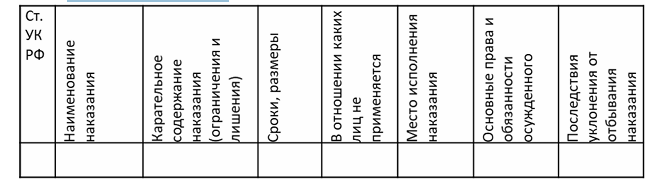 Ст.
УК
РФ
Наименование
наказания
Карательное
содержание
наказания
(ограничения и
лишения)
Сроки, размеры
В отношении каких
лиц не
применяется
Место исполнения
наказания
Основные права и
обязанности
осужденного
Последствия
уклонения от
отбывания
наказания